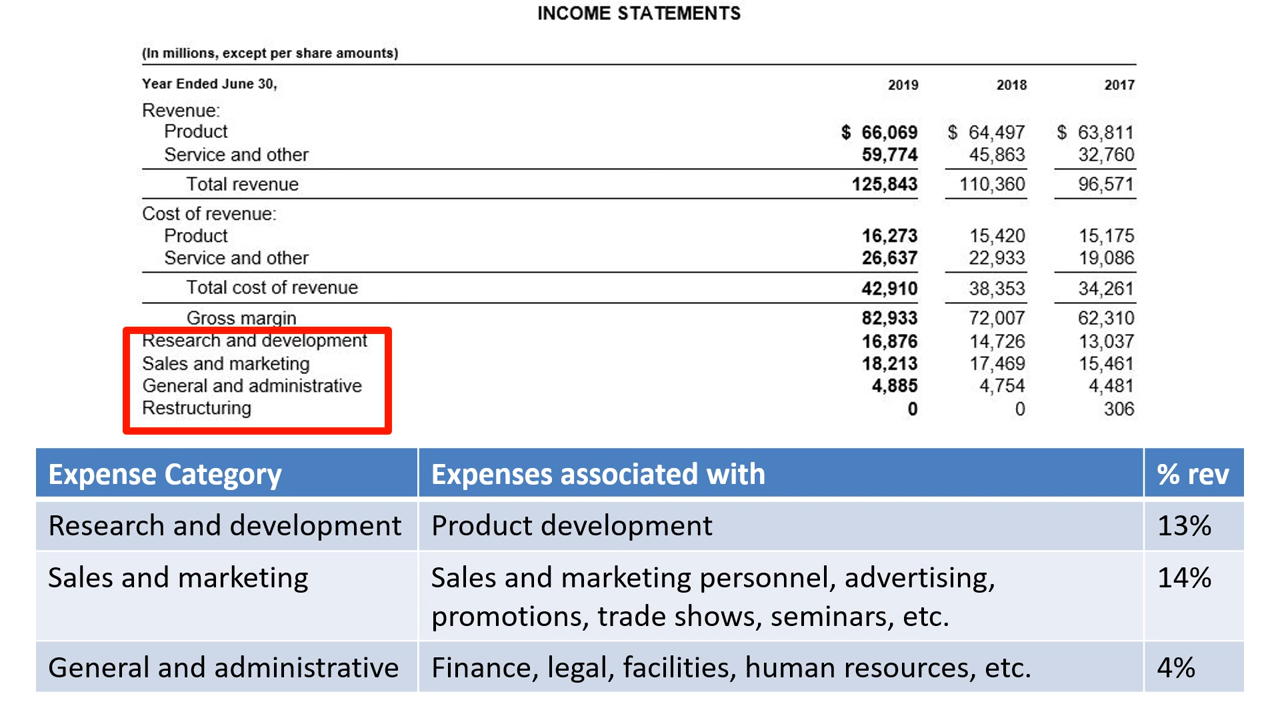 INCOME STATEMENTS
(In millions, except per share amounts)
Year Ended June 30, 2019 2018 2017
Revenue:
Product $ 66,069 $ 64,497 $ 63,811
Service and other 59,774 45,863 32,760
Total revenue 125,843 110,360 96,571
Cost of revenue:
Product 16,273 15,420 15,175
Service and other 26,637 22,933 19,086
Total cost of revenue 42,910 38,353 34,261
Gross margin 82,933 72,007 62,310
Research and development 16,876 14,726 13,037
Sales and marketing 18,213 17,469 15,461
General and administrative 4,885 4,754 4,481
Restructuring 0 0 306
Expense Category Expenses associated with % rev
Research and development Product development 13%
Sales and marketing Sales and marketing personnel, advertising, 14%
promotions, trade shows, seminars, etc.
General and administrative Finance, legal, facilities, human resources, etc. 4%